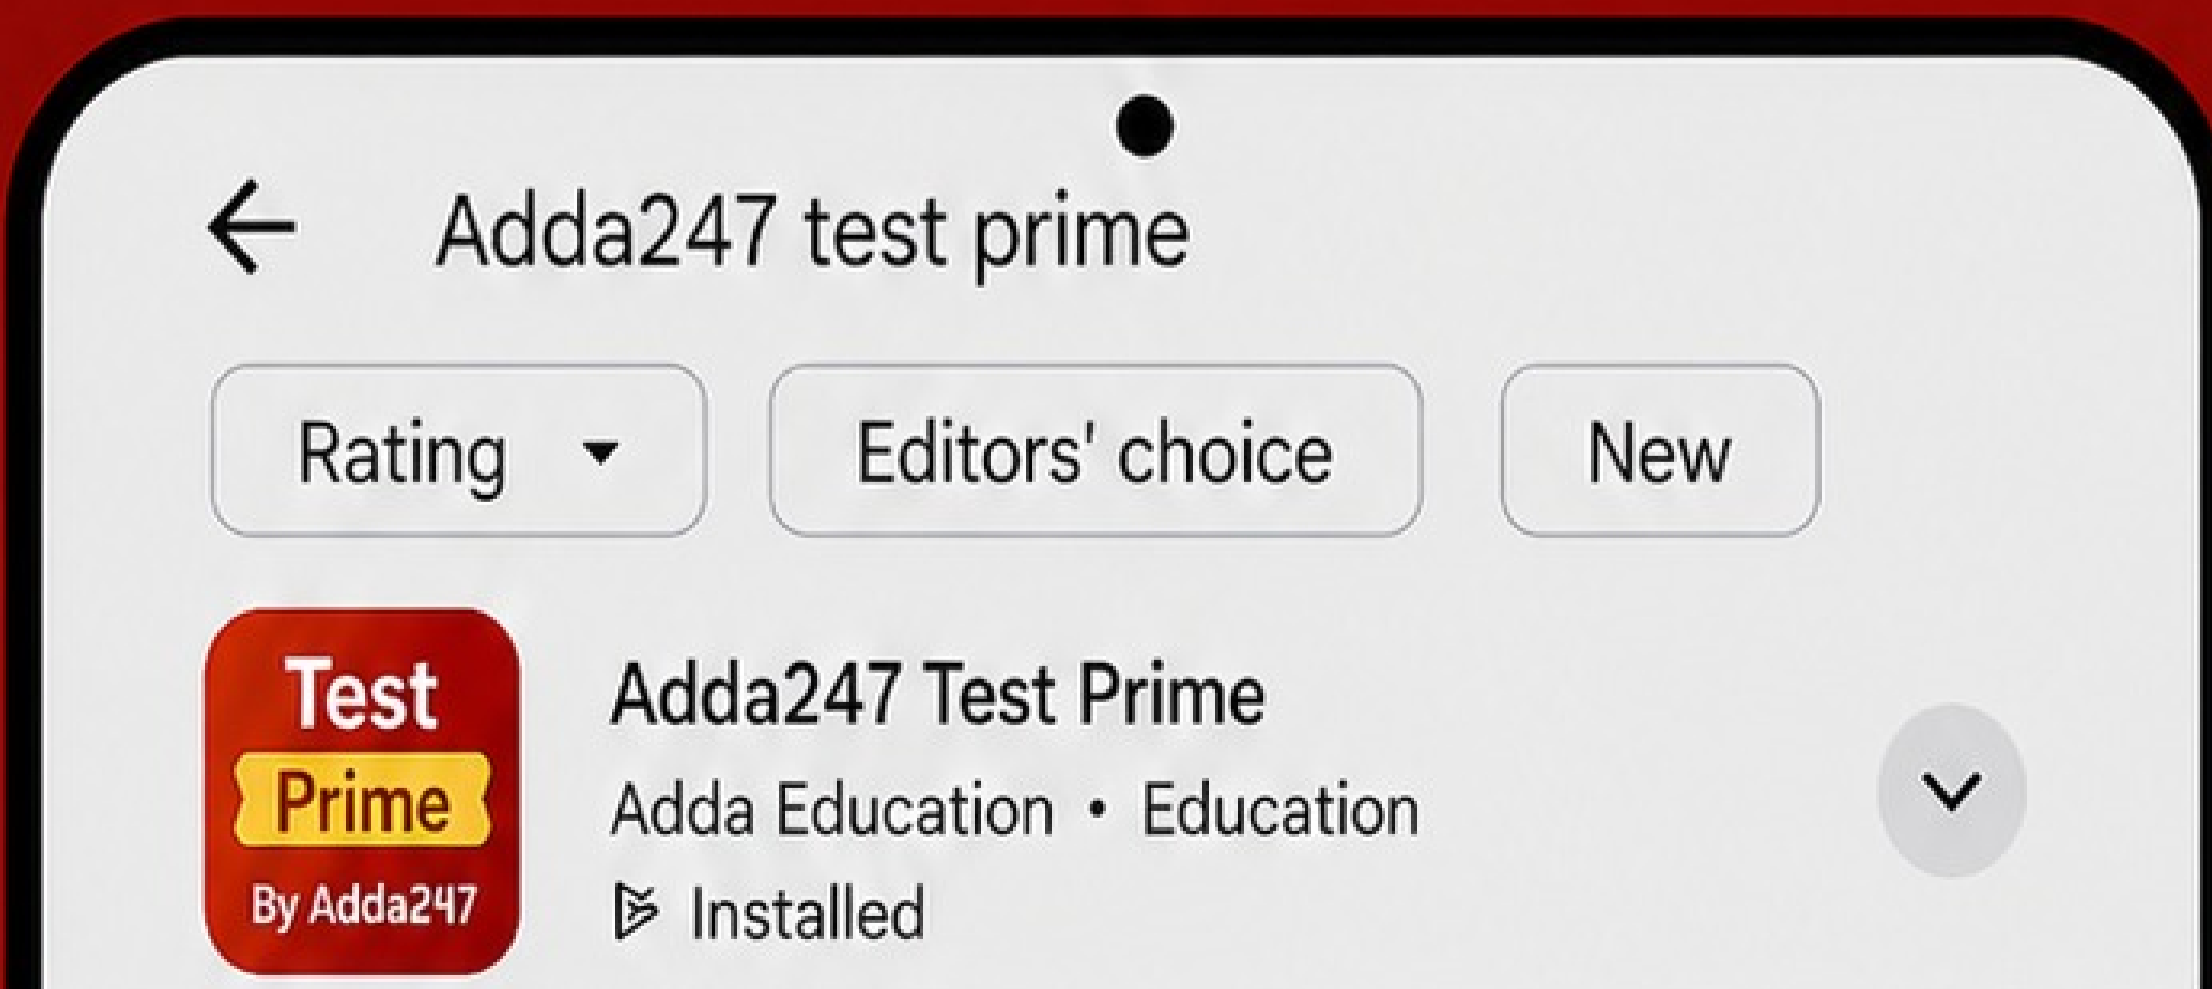 Adda247 test prime
Rating
Editors' choice
New
Test
Prime
By Adda247
Adda247 Test Prime
Adda Education • Education
Installed